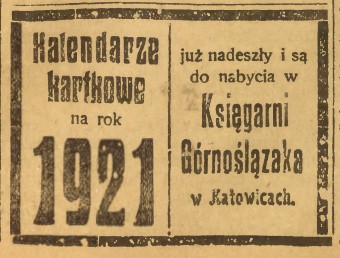 Kalendarze
kartkowe
na rok
1921
już nadeszły i są
do nabycia w
Księgarni
Górnoślązaka
w Katowicach.